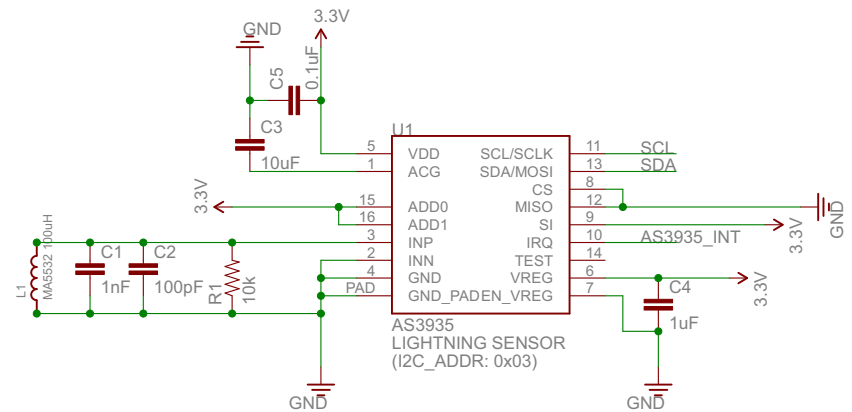 3.3V
GND
C5
0.1uF
C3
10uF
U1
5 VDD SCL/SCLK 11 SCL
1 ACG SDA/MOSI 13 SDA
CS 8
3.3V
15 ADD0 MISO 12
GND
16 ADD1 SI 9
3.3V
3 INP IRQ 10 AS3935_INT
2 INN TEST 14
4 GND VREG 6
3.3V
PAD GND_PAD EN_VREG 7
L1
MA5532 100uH
C1
1nF
C2
100pF
R1
10k
C4
1uF
AS3935
LIGHTNING SENSOR
(I2C_ADDR: 0x03)
GND
GND